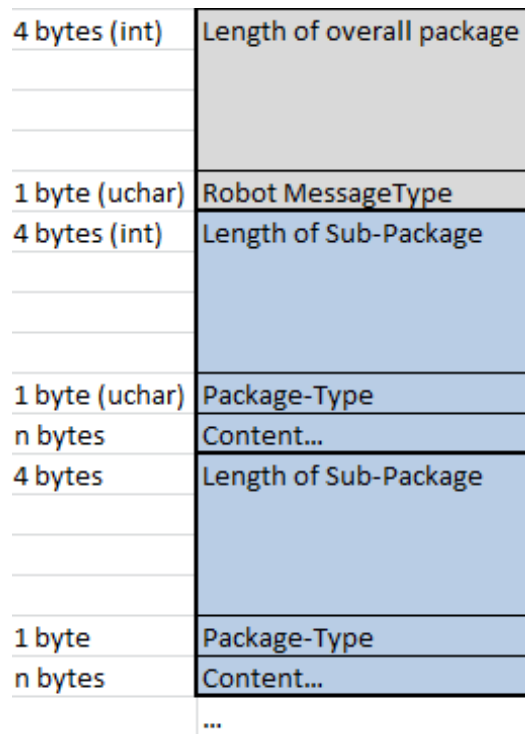 4 bytes (int) Length of overall package
1 byte (uchar) Robot MessageType
4 bytes (int) Length of Sub-Package
1 byte (uchar) Package-Type
n bytes Content...
4 bytes Length of Sub-Package
1 byte Package-Type
n bytes Content...
...